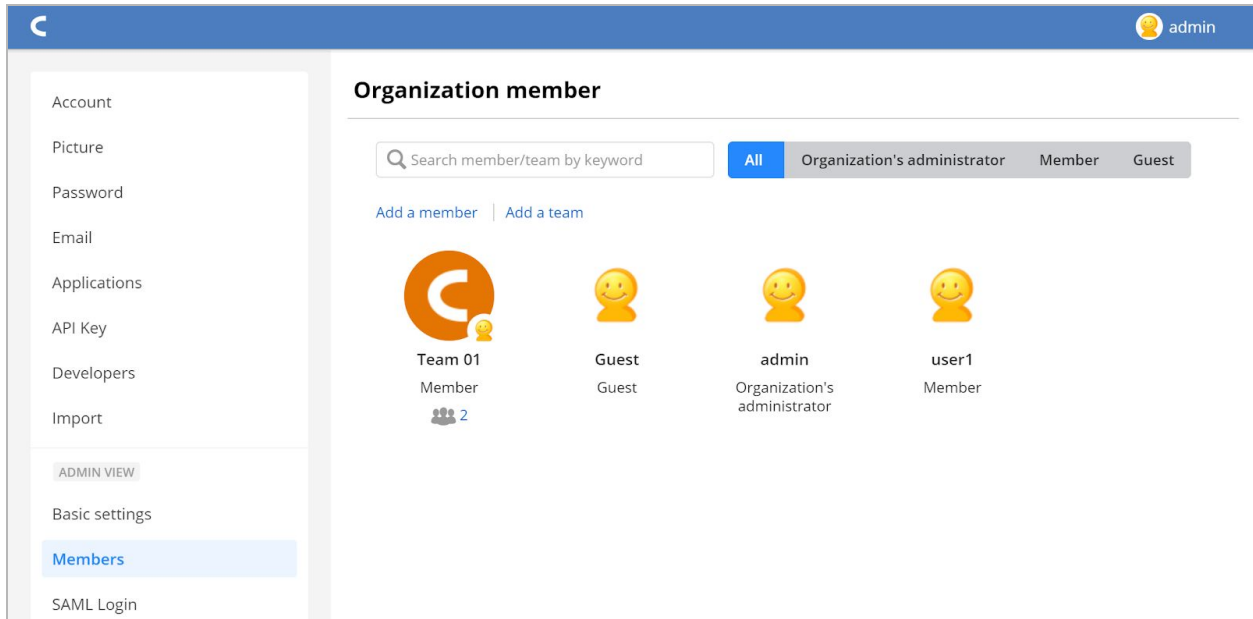 admin
Account
Picture
Password
Email
Applications
API Key
Developers
Import
ADMIN VIEW
Basic settings
Members
SAML Login
Organization member
Search member/team by keyword
All Organization's administrator Member Guest
Add a member Add a team
Team 01
Member
2
Guest
Guest
admin
Organization's
administrator
user1
Member